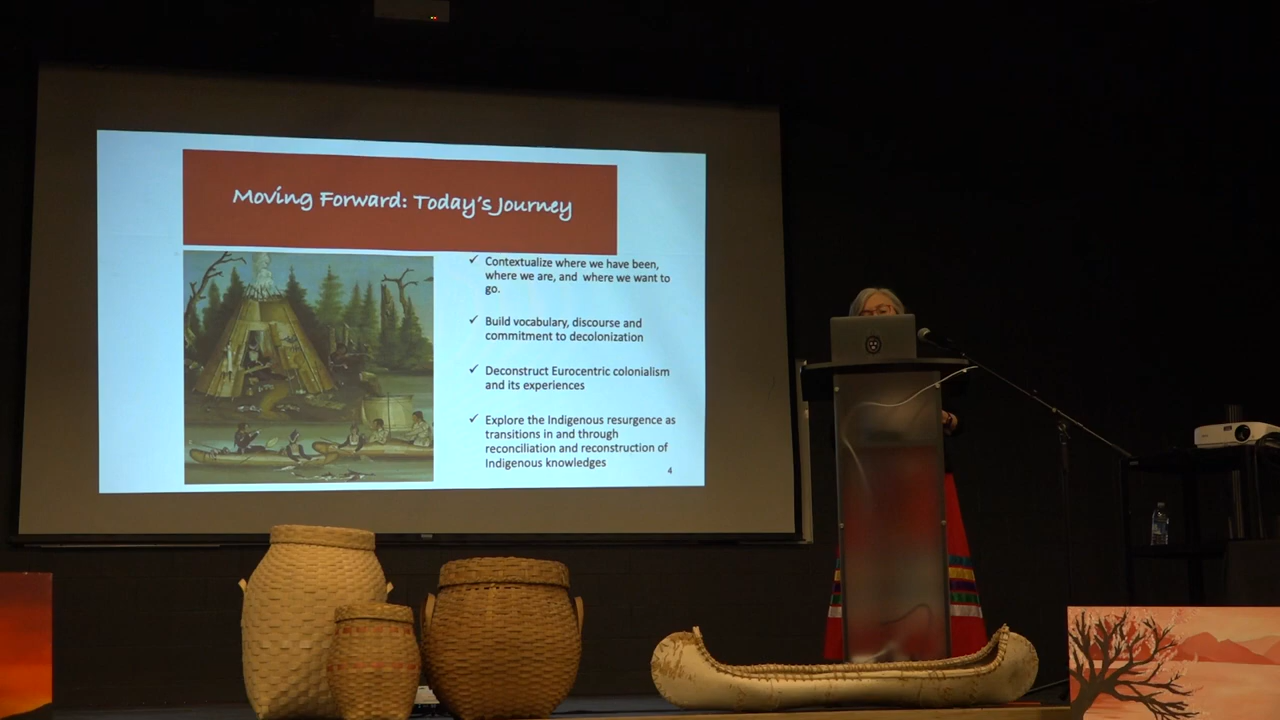 Moving Forward: Today's Journey
✓ Contextualize where we have been,
where we are, and where we want to
go.
✓ Build vocabulary, discourse and
commitment to decolonization
✓ Deconstruct Eurocentric colonialism
and its experiences
✓ Explore the Indigenous resurgence as
transitions in and through
reconciliation and reconstruction of
Indigenous knowledges
4